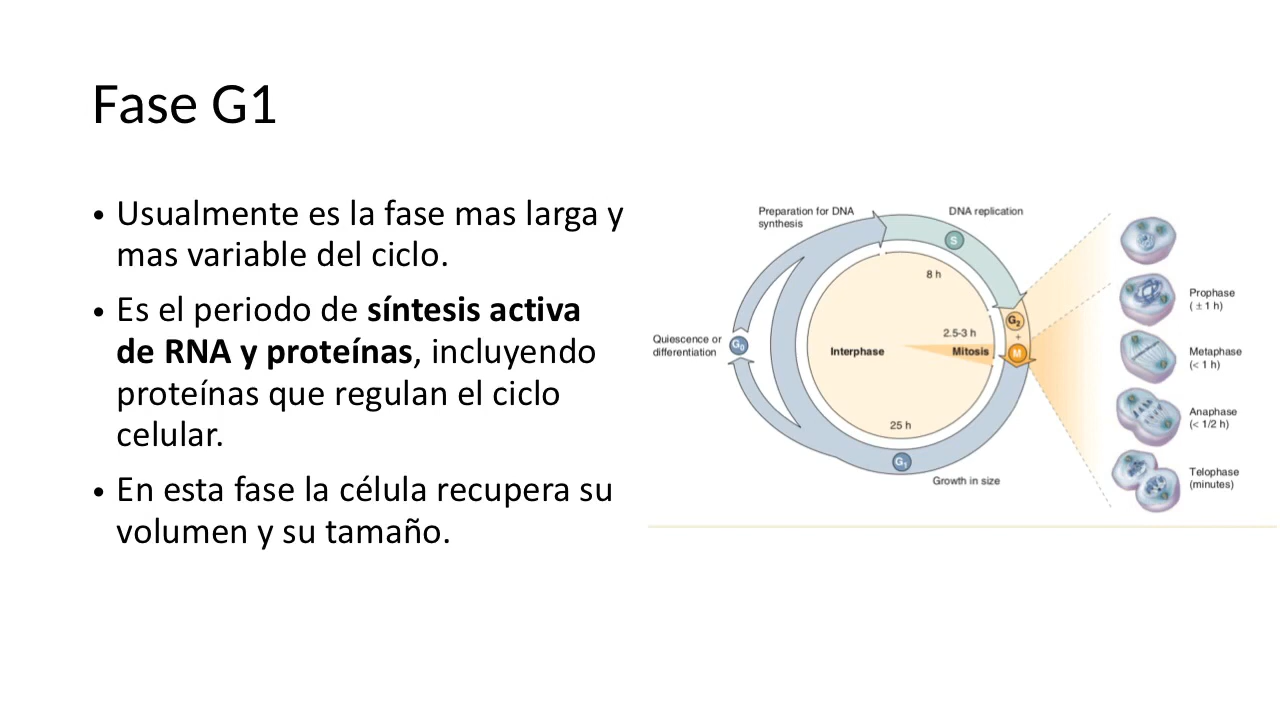 Fase G1
• Usualmente es la fase mas larga y
mas variable del ciclo.
• Es el periodo de síntesis activa
de RNA y proteínas, incluyendo
proteínas que regulan el ciclo
celular.
• En esta fase la célula recupera su
volumen y su tamaño.
Preparation for DNA
synthesis
DNA replication
S
8 h
G2
+
M
2.5-3 h
Interphase
Mitosis
Quiescence or
differentiation
G0
25 h
G1
Growth in size
Prophase
(± 1 h)
Metaphase
(< 1 h)
Anaphase
(< 1/2 h)
Telophase
(minutes)